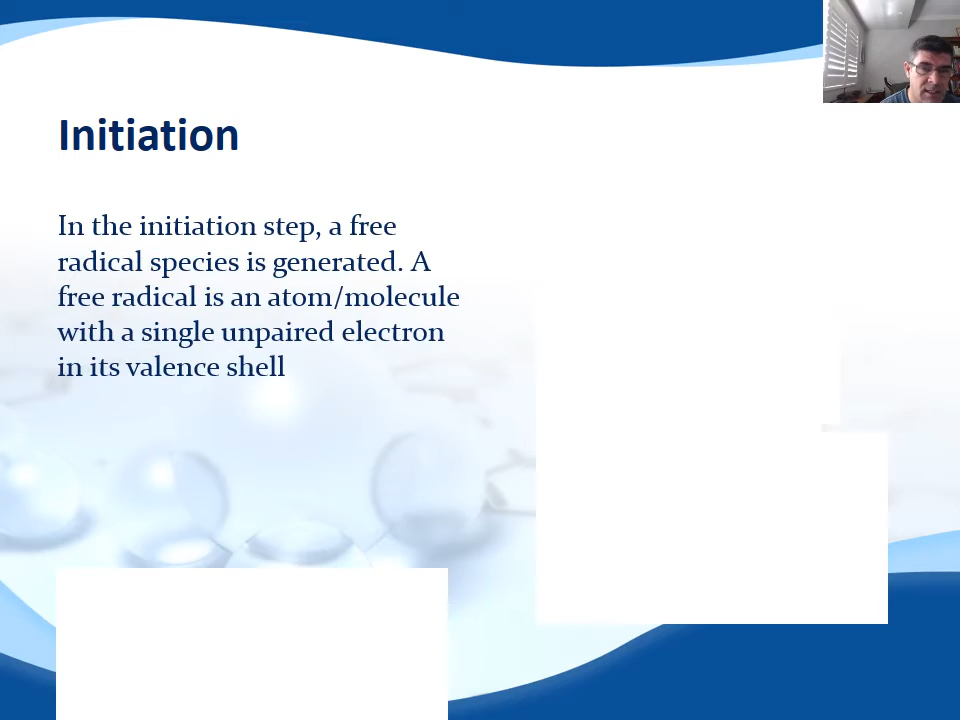 Initiation
In the initiation step, a free
radical species is generated. A
free radical is an atom/molecule
with a single unpaired electron
in its valence shell